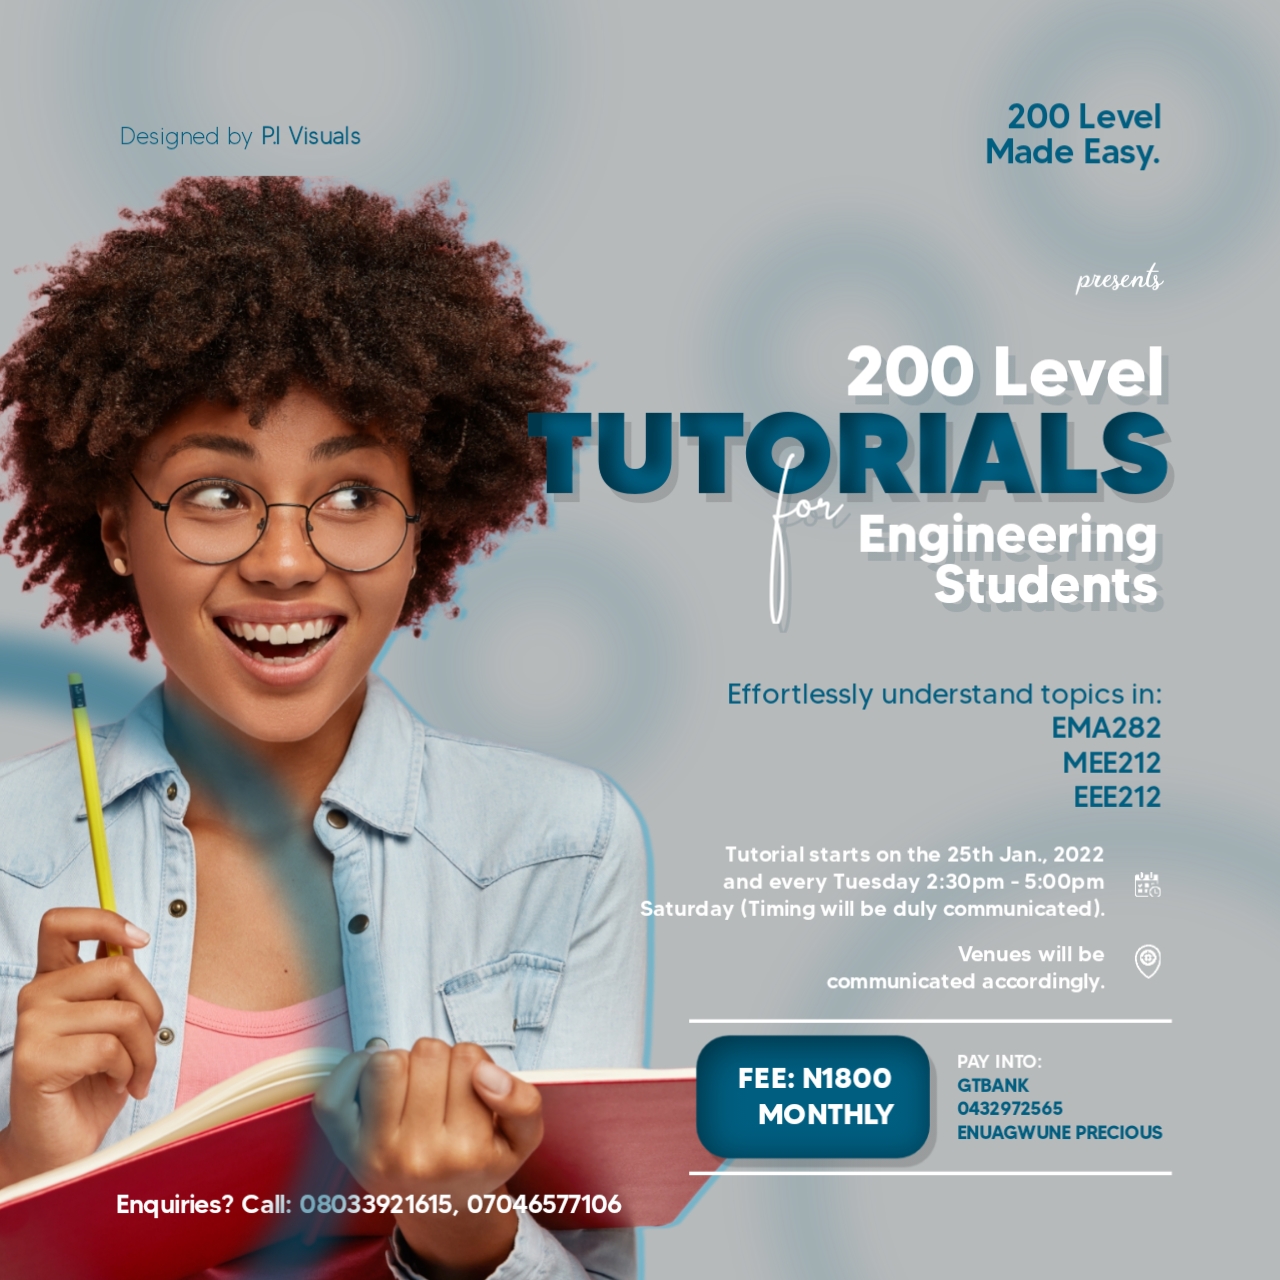 Designed by P.I Visuals
200 Level
Made Easy.
presents
200 Level
TUTORIALS
for
Engineering
Students
Effortlessly understand topics in:
EMA282
MEE212
EEE212
Tutorial starts on the 25th Jan., 2022
and every Tuesday 2:30pm - 5:00pm
Saturday (Timing will be duly communicated).
Venues will be
communicated accordingly.
FEE: N1800
MONTHLY
PAY INTO:
GTBANK
0432972565
ENUAGWUNE PRECIOUS
Enquiries? Call: 08033921615, 07046577106